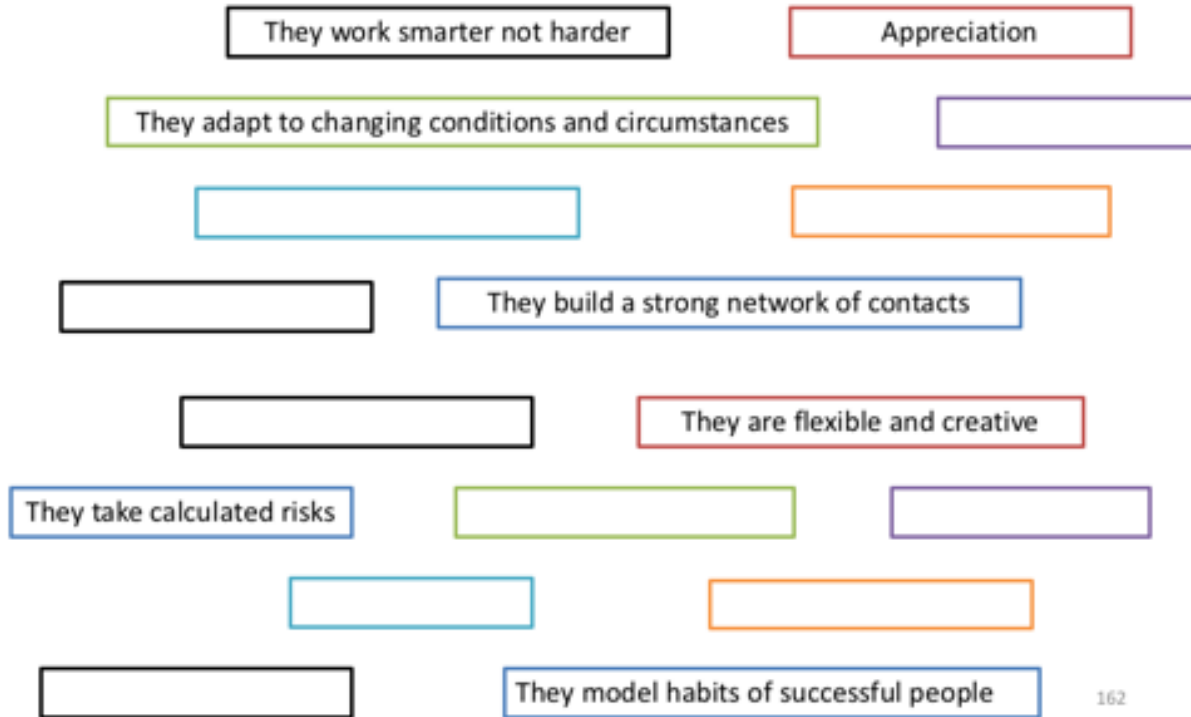 They work smarter not harder
Appreciation
They adapt to changing conditions and circumstances
They build a strong network of contacts
They are flexible and creative
They take calculated risks
They model habits of successful people
162